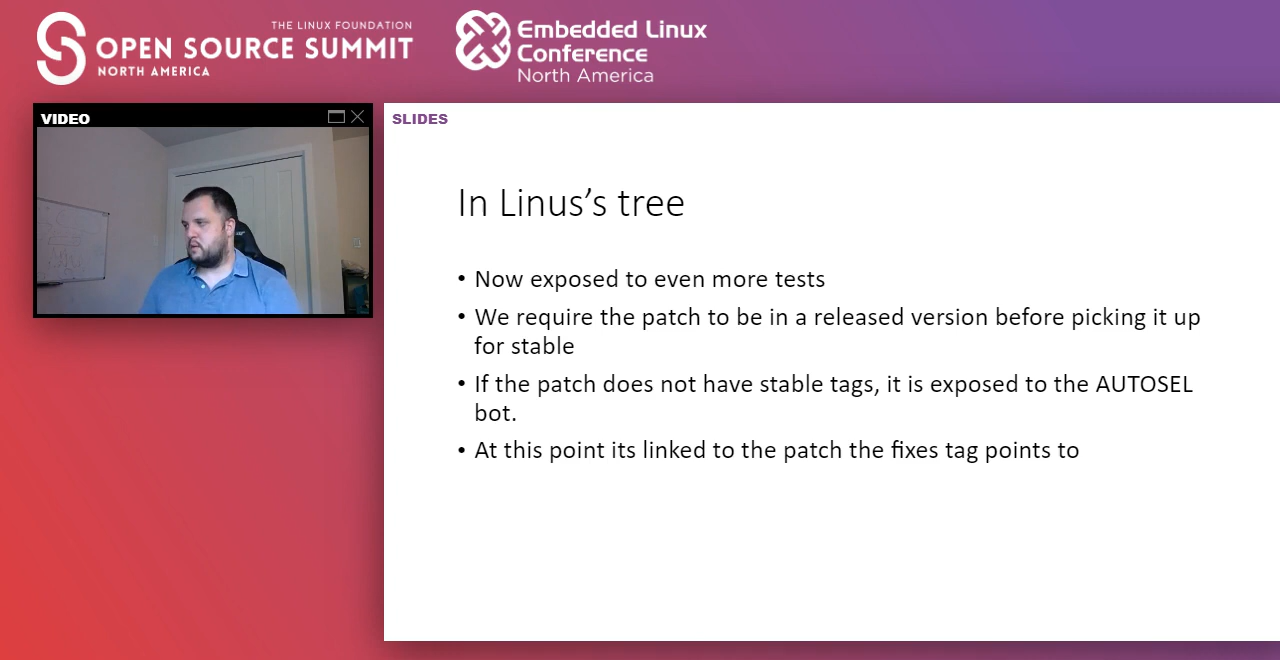 THE LINUX FOUNDATION
OPEN SOURCE SUMMIT
NORTH AMERICA
Embedded Linux
Conference
North America
VIDEO
SLIDES
In Linus’s tree
• Now exposed to even more tests
• We require the patch to be in a released version before picking it up
for stable
• If the patch does not have stable tags, it is exposed to the AUTOSEL
bot.
• At this point its linked to the patch the fixes tag points to